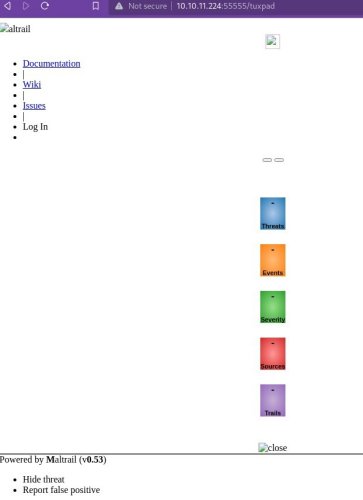 Not secure | 10.10.11.224:55555/tuxpad
altrail
Documentation
|
Wiki
|
Issues
|
Log In
-
Threats
-
Events
-
Severity
-
Sources
-
Trails
close
Powered by Maltrail (v0.53)
Hide threat
Report false positive